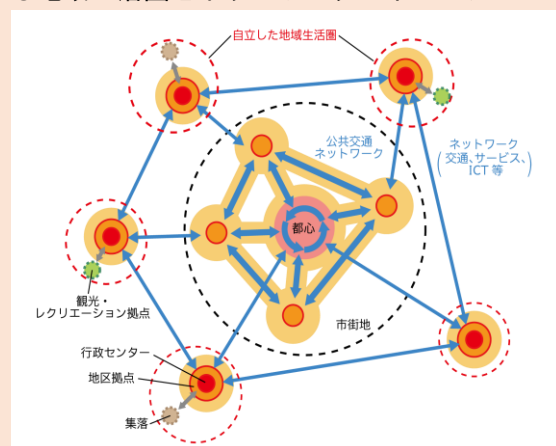 自立した地域生活圏
公共交通
ネットワーク
ネットワーク
(交通、サービス、
ICT 等)
都心
市街地
観光・
レクリエーション拠点
行政センター
地区拠点
集落